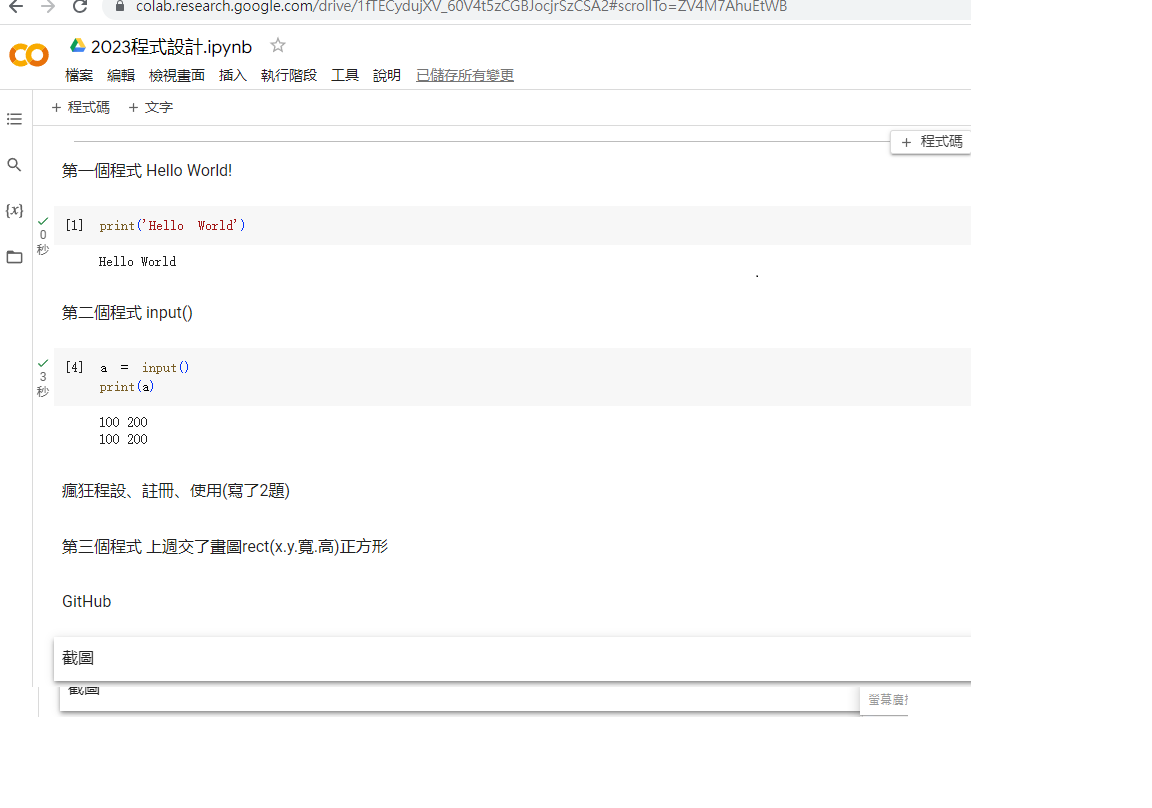 colab.research.google.com/drive/1fTECydujXV_60V4t5zCGBJocjrSzCSA2#scrollTo=ZV4M7AhuEtWB
2023程式設計.ipynb
檔案 編輯 檢視畫面 插入 執行階段 工具 說明 已儲存所有變更
+ 程式碼 + 文字
+ 程式碼
第一個程式 Hello World!
{x}
[1] print('Hello World')
0
秒
Hello World
第二個程式 input()
[4] a = input()
3
print(a)
秒
100 200
100 200
瘋狂程設、註冊、使用(寫了2題)
第三個程式 上週交了畫圖rect(x.y.寬.高)正方形
GitHub
截圖
截圖
螢幕廣